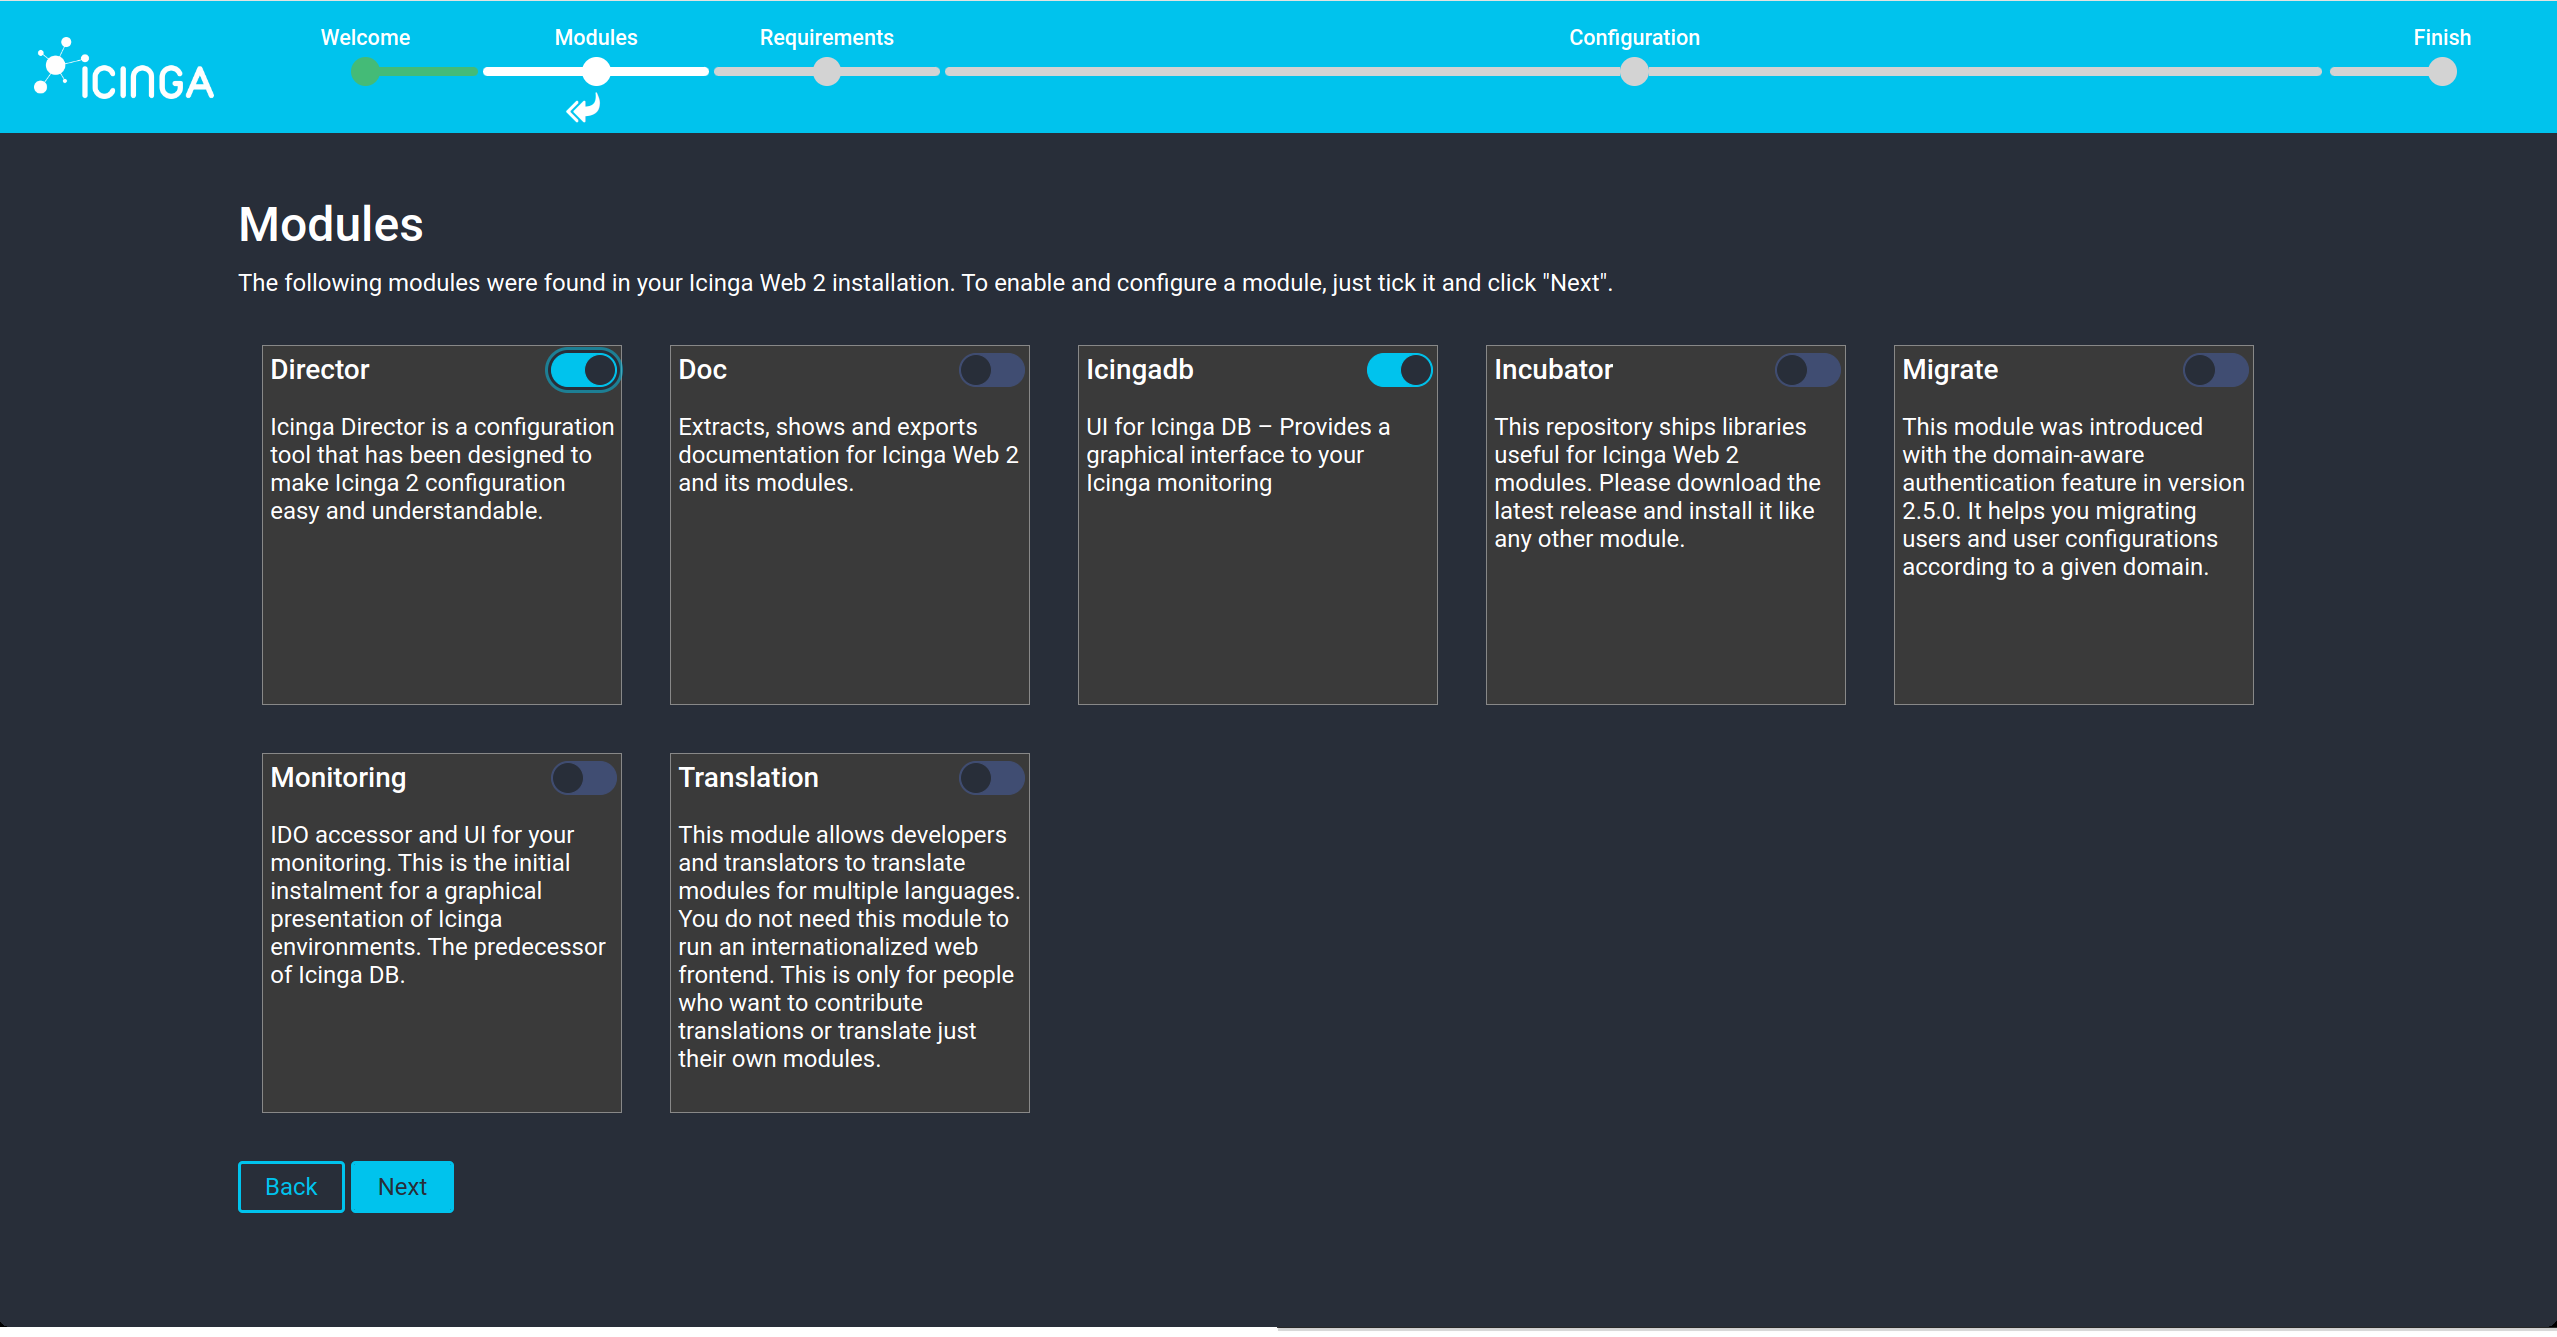 Welcome
Modules
Requirements
Configuration
Finish
ICINGA
Modules
The following modules were found in your Icinga Web 2 installation. To enable and configure a module, just tick it and click "Next".
Director
Icinga Director is a configuration
tool that has been designed to
make Icinga 2 configuration
easy and understandable.
Doc
Extracts, shows and exports
documentation for Icinga Web 2
and its modules.
Icingadb
UI for Icinga DB – Provides a
graphical interface to your
Icinga monitoring
Incubator
This repository ships libraries
useful for Icinga Web 2
modules. Please download the
latest release and install it like
any other module.
Migrate
This module was introduced
with the domain-aware
authentication feature in version
2.5.0. It helps you migrating
users and user configurations
according to a given domain.
Monitoring
IDO accessor and UI for your
monitoring. This is the initial
instalment for a graphical
presentation of Icinga
environments. The predecessor
of Icinga DB.
Translation
This module allows developers
and translators to translate
modules for multiple languages.
You do not need this module to
run an internationalized web
frontend. This is only for people
who want to contribute
translations or translate just
their own modules.
Back
Next